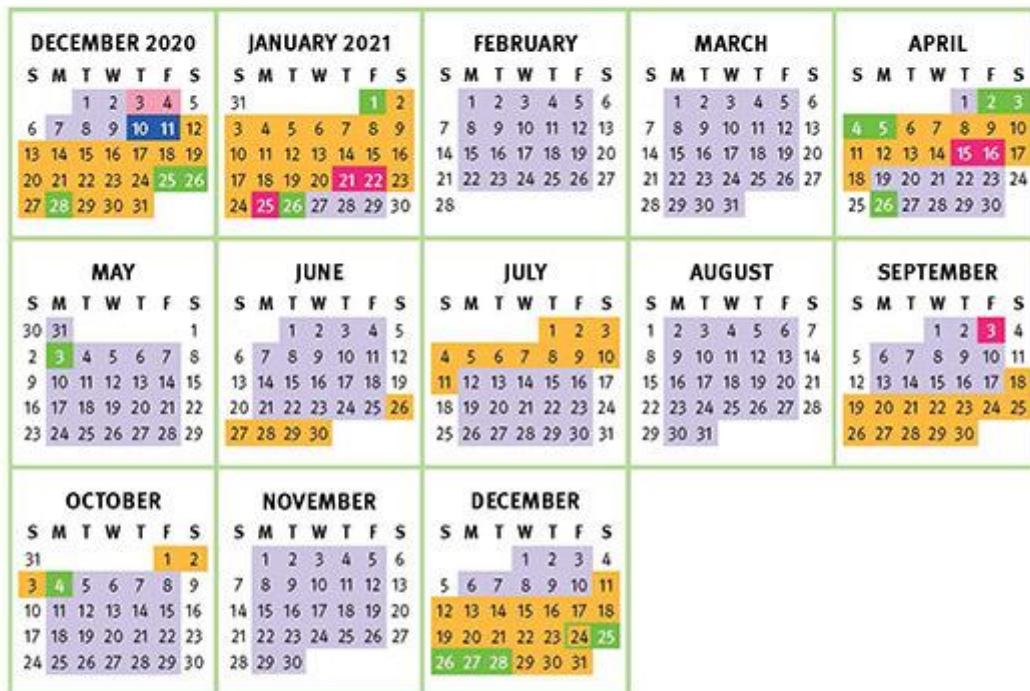 DECEMBER 2020
S M T W T F S
1 2 3 4 5
6 7 8 9 10 11 12
13 14 15 16 17 18 19
20 21 22 23 24 25 26
27 28 29 30 31
JANUARY 2021
S M T W T F S
31 1 2
3 4 5 6 7 8 9
10 11 12 13 14 15 16
17 18 19 20 21 22 23
24 25 26 27 28 29 30
FEBRUARY
S M T W T F S
1 2 3 4 5 6
7 8 9 10 11 12 13
14 15 16 17 18 19 20
21 22 23 24 25 26 27
28
MARCH
S M T W T F S
1 2 3 4 5 6
7 8 9 10 11 12 13
14 15 16 17 18 19 20
21 22 23 24 25 26 27
28 29 30 31
APRIL
S M T W T F S
1 2 3
4 5 6 7 8 9 10
11 12 13 14 15 16 17
18 19 20 21 22 23 24
25 26 27 28 29 30
MAY
S M T W T F S
30 31 1
2 3 4 5 6 7 8
9 10 11 12 13 14 15
16 17 18 19 20 21 22
23 24 25 26 27 28 29
JUNE
S M T W T F S
1 2 3 4 5
6 7 8 9 10 11 12
13 14 15 16 17 18 19
20 21 22 23 24 25 26
27 28 29 30
JULY
S M T W T F S
1 2 3
4 5 6 7 8 9 10
11 12 13 14 15 16 17
18 19 20 21 22 23 24
25 26 27 28 29 30 31
AUGUST
S M T W T F S
1 2 3 4 5 6 7
8 9 10 11 12 13 14
15 16 17 18 19 20 21
22 23 24 25 26 27 28
29 30 31
SEPTEMBER
S M T W T F S
1 2 3 4
5 6 7 8 9 10 11
12 13 14 15 16 17 18
19 20 21 22 23 24 25
26 27 28 29 30
OCTOBER
S M T W T F S
31 1 2
3 4 5 6 7 8 9
10 11 12 13 14 15 16
17 18 19 20 21 22 23
24 25 26 27 28 29 30
NOVEMBER
S M T W T F S
1 2 3 4 5 6
7 8 9 10 11 12 13
14 15 16 17 18 19 20
21 22 23 24 25 26 27
28 29 30
DECEMBER
S M T W T F S
1 2 3 4
5 6 7 8 9 10 11
12 13 14 15 16 17 18
19 20 21 22 23 24 25
26 27 28 29 30 31